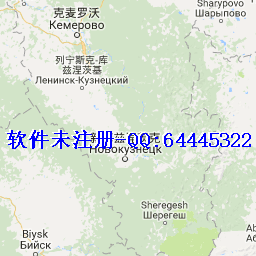 克麦罗沃
Кемерово
Sharypovo
Шарыпово
列宁斯克-库
兹涅茨基
Ленинск-Кузнецкий
软件未注册 QQ:64445322
Новокузнецк
Sheregesh
Шерегеш
Biysk
Бийск